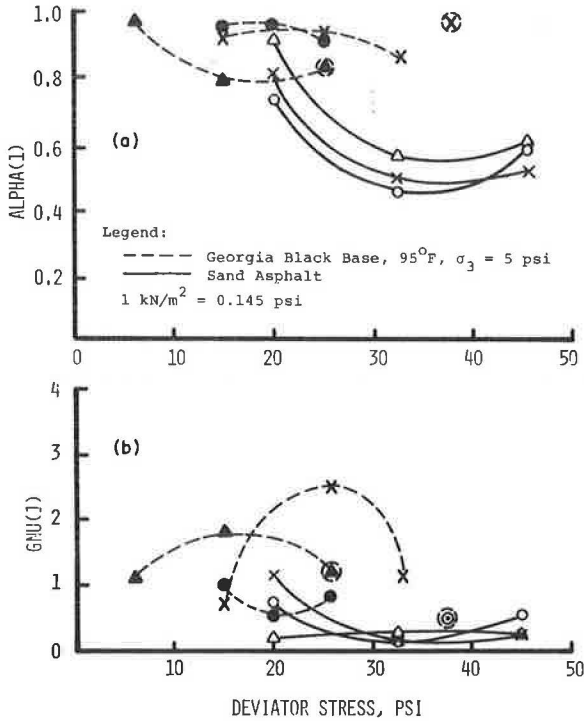 1.0
0.8
0.6
0.4
0.2
ALPHA(1)
(a)
Legend:
Georgia Black Base, 95°F, σ3 = 5 psi
Sand Asphalt
1 kN/m² = 0.145 psi
0 10 20 30 40 50
4
3
2
1
0
GNU(1)
(b)
10 20 30 40 50
DEVIATOR STRESS, PSI